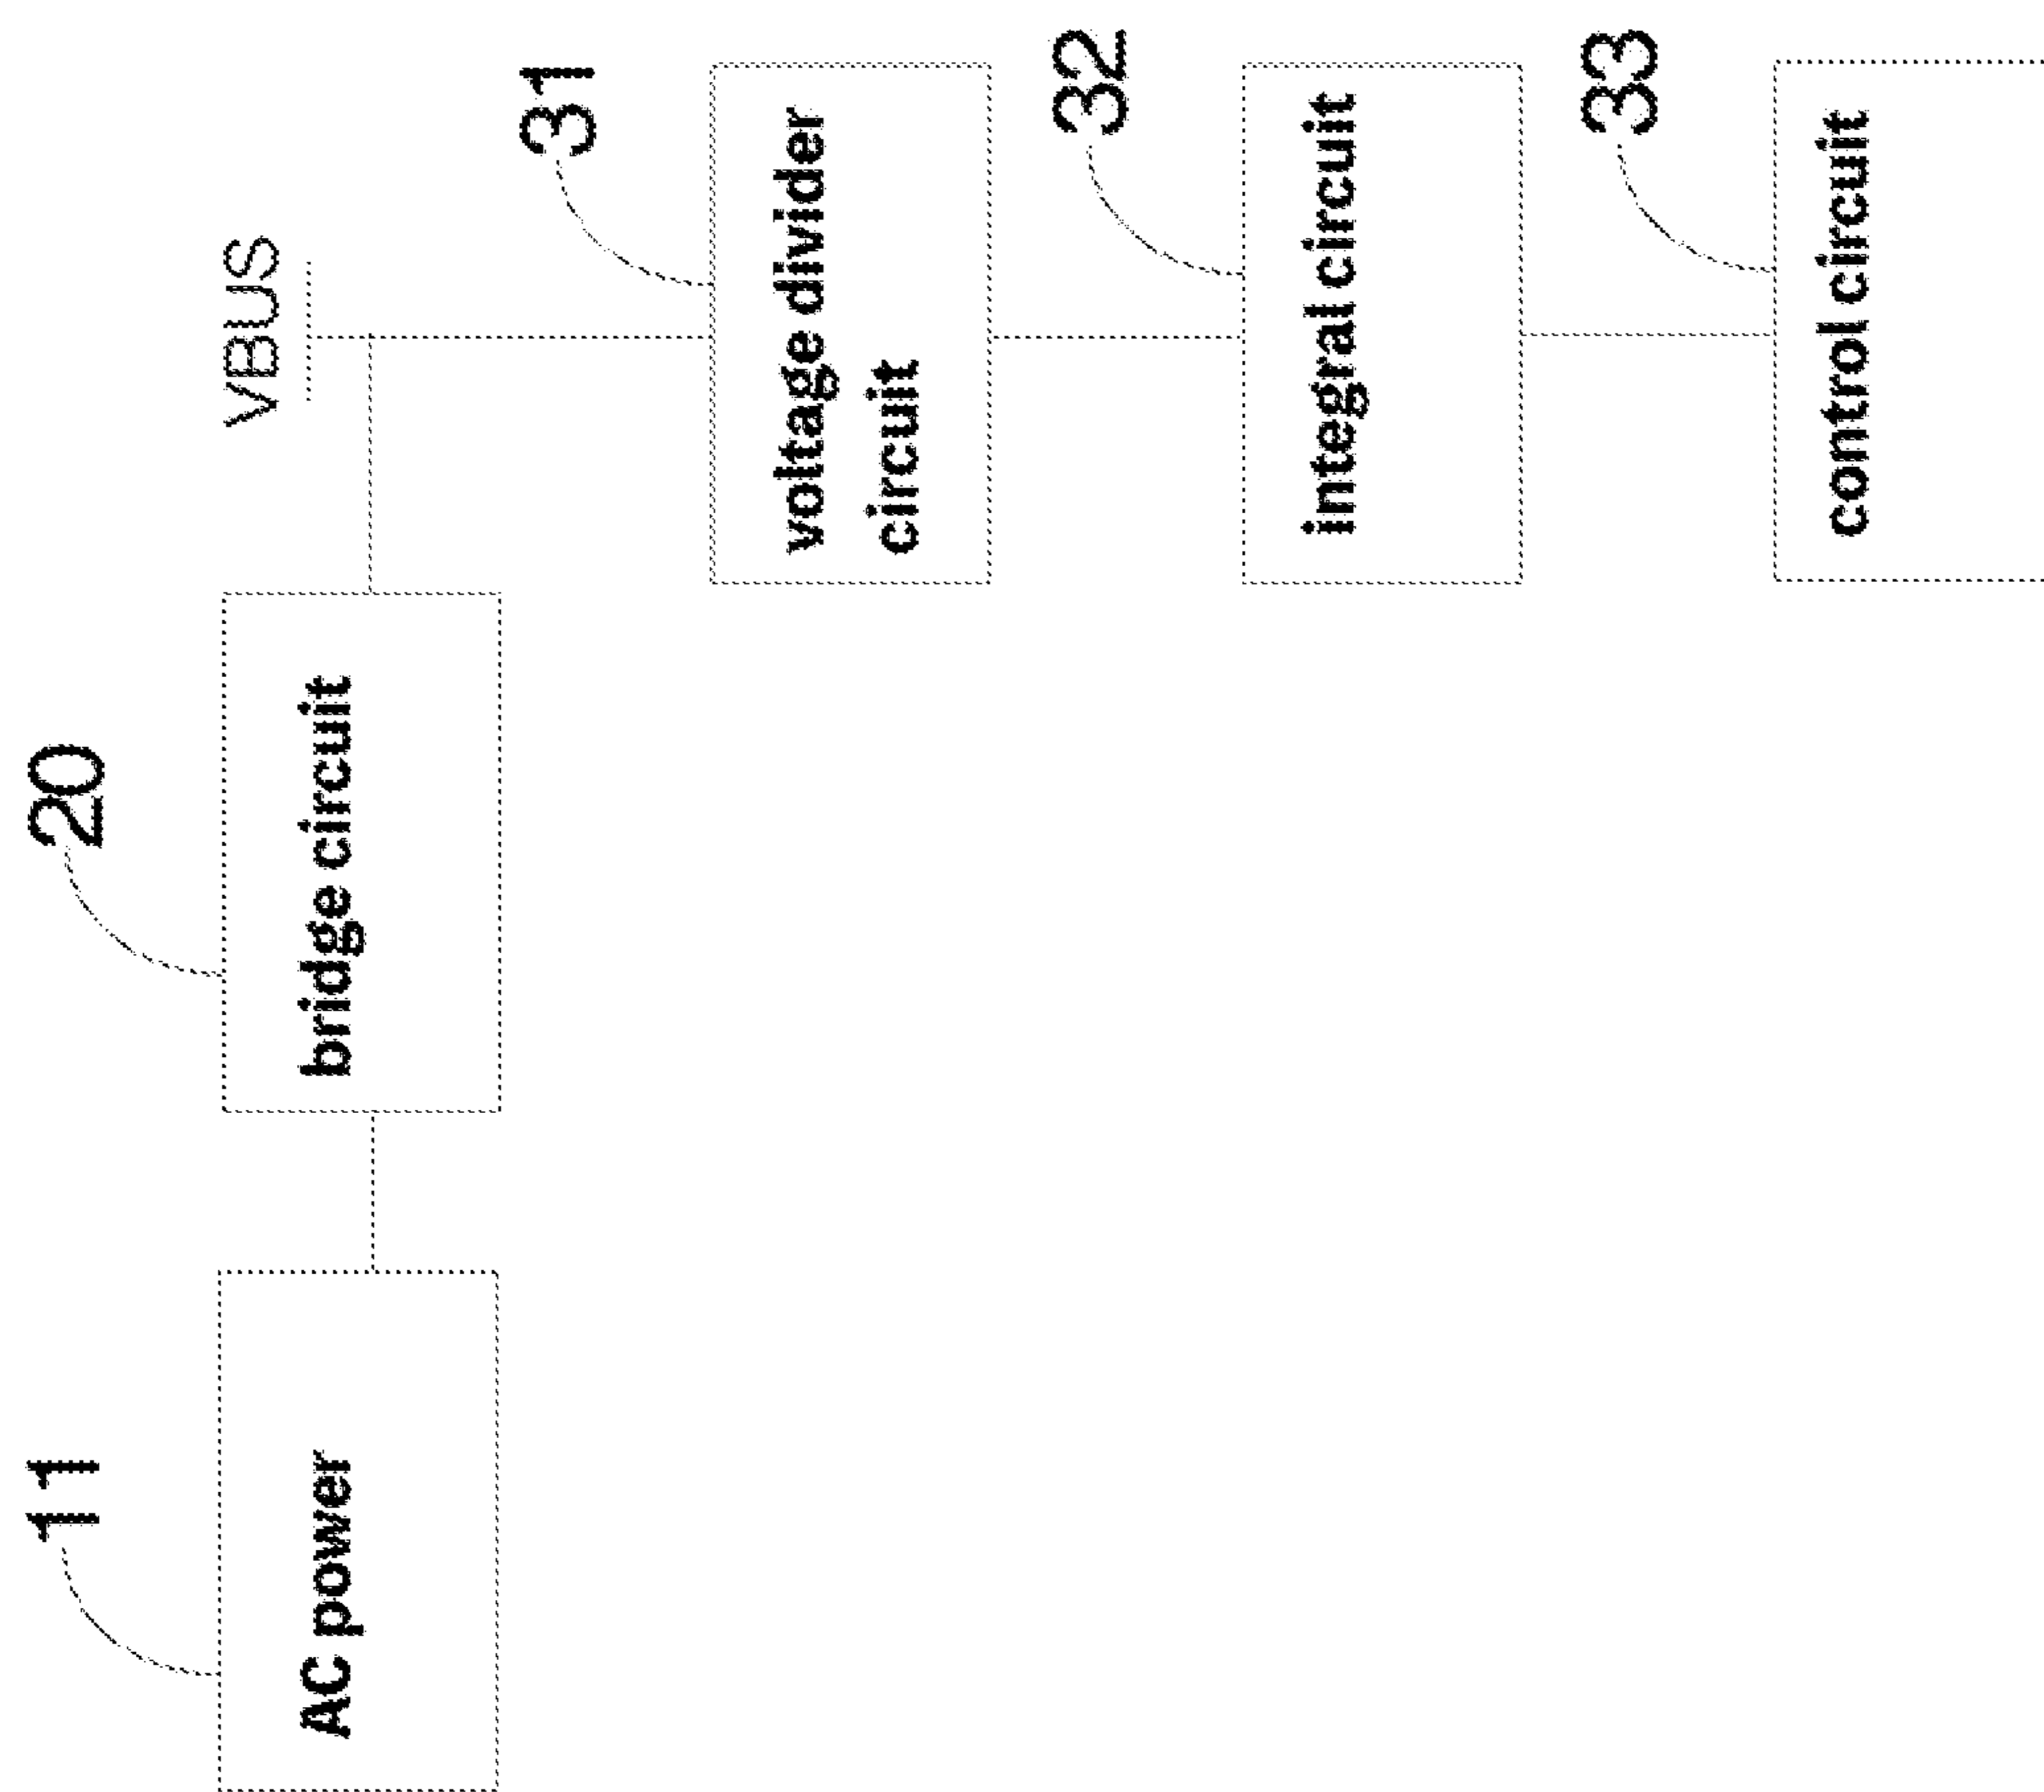 11
AC power
20
bridge circuit
VBUS
31
voltage divider
circuit
32
integral circuit
33
control circuit